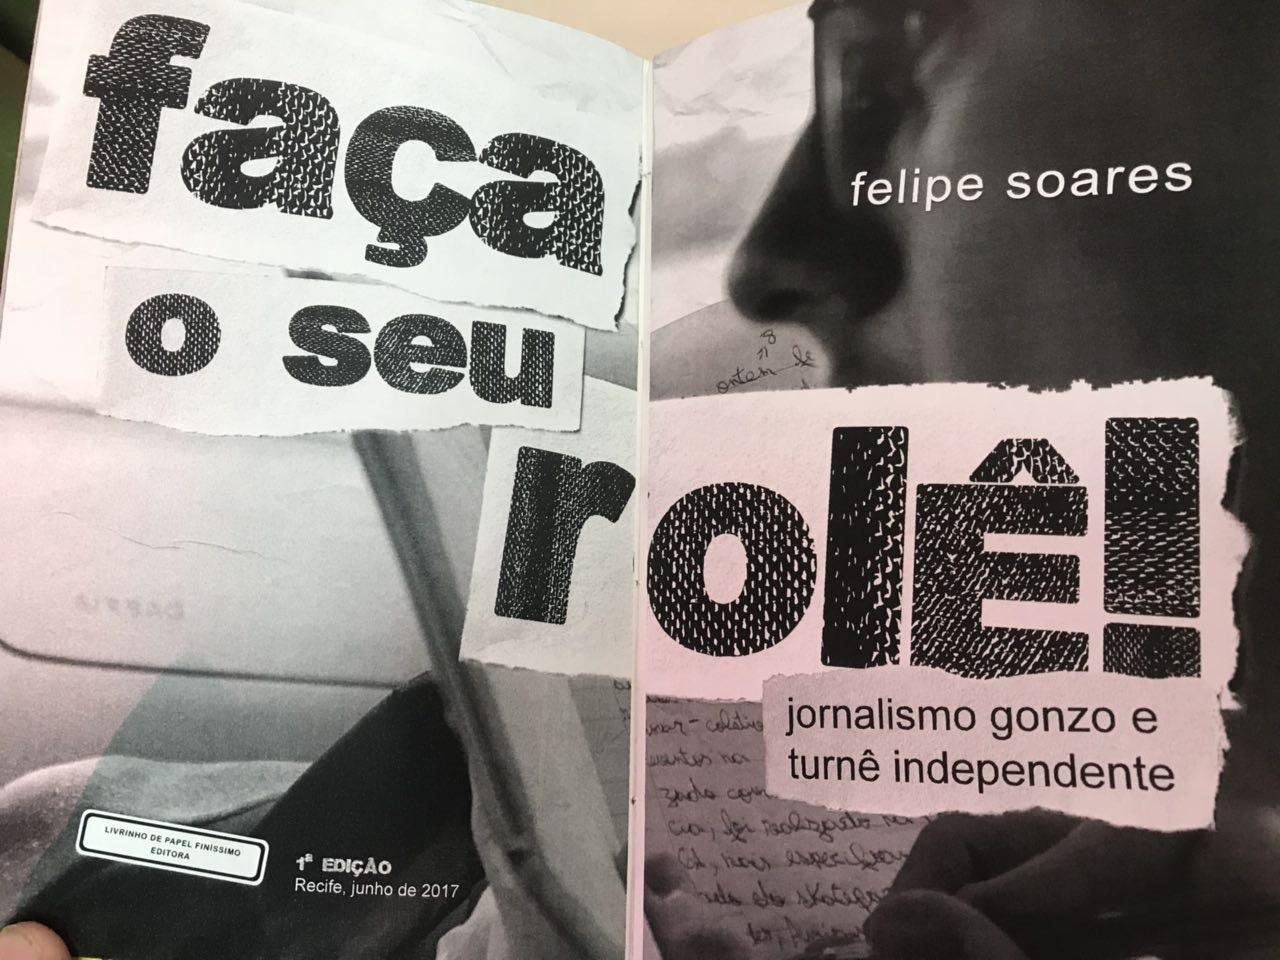 faça
o seu
rolÊ!
felipe soares
jornalismo gonzo e
turnê independente
LIVRINHO DE PAPEL FINÍSSIMO
EDITORA
1ª EDIÇÃO
Recife, junho de 2017
ontem